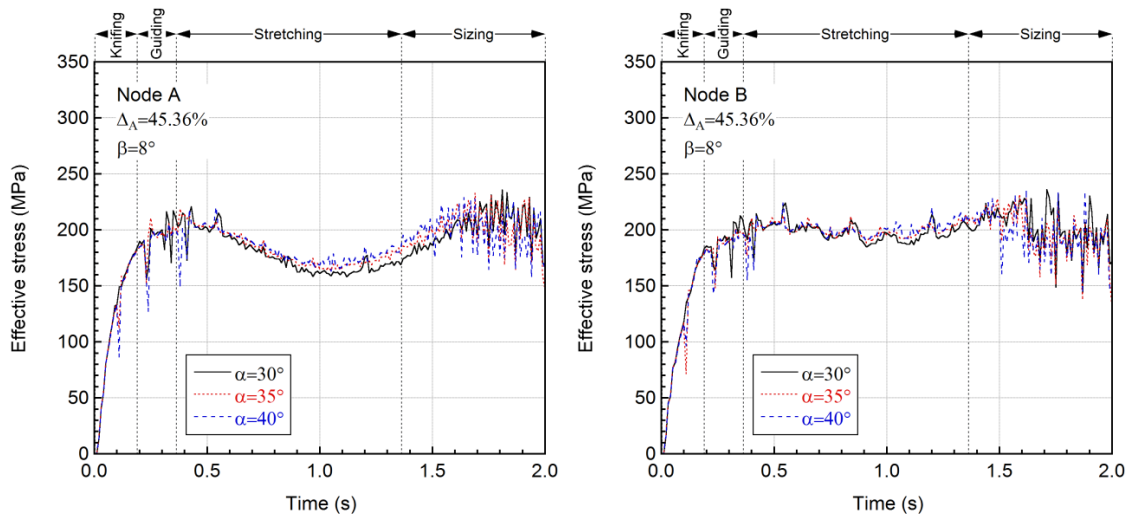 Knifing
Guiding
Stretching
Sizing
350
300
250
200
150
100
50
0
Effective stress (MPa)
Node A
Δ_A=45.36%
β=8°
α=30°
α=35°
α=40°
0.0 0.5 1.0 1.5 2.0
Time (s)
Knifing
Guiding
Stretching
Sizing
350
300
250
200
150
100
50
0
Effective stress (MPa)
Node B
Δ_A=45.36%
β=8°
α=30°
α=35°
α=40°
0.0 0.5 1.0 1.5 2.0
Time (s)